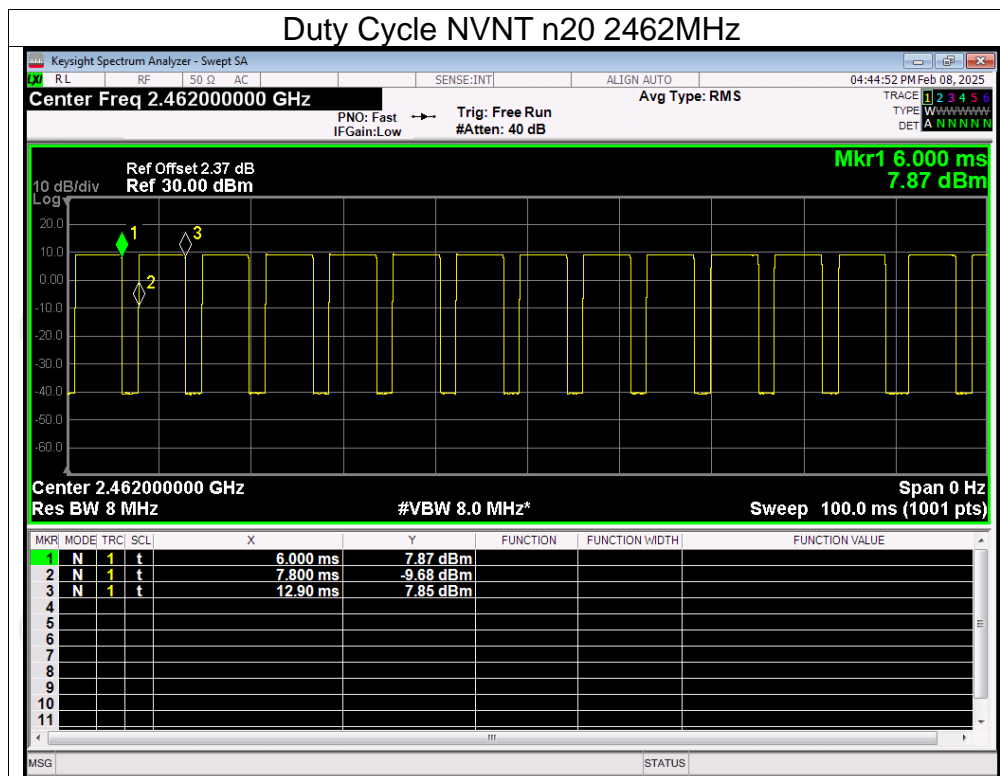 Duty Cycle NVNT n20 2462MHz
Keysight Spectrum Analyzer - Swept SA
LXI RL RF 50 Ω AC SENSE:INT ALIGN AUTO 04:44:52 PM Feb 08, 2025
Center Freq 2.462000000 GHz
PNO: Fast
IFGain:Low
Trig: Free Run
#Atten: 40 dB
Avg Type: RMS
TRACE 1 2 3 4 5 6
TYPE WWWWWW
DET A N N N N N
Mkr1 6.000 ms
7.87 dBm
Ref Offset 2.37 dB
10 dB/div Ref 30.00 dBm
Log
20.0
10.0
0.00
-10.0
-20.0
-30.0
-40.0
-50.0
-60.0
1
2
3
Center 2.462000000 GHz Span 0 Hz
Res BW 8 MHz #VBW 8.0 MHz* Sweep 100.0 ms (1001 pts)
MKR MODE TRC SCL X Y FUNCTION FUNCTION WIDTH FUNCTION VALUE
1 N 1 t 6.000 ms 7.87 dBm
2 N 1 t 7.800 ms -9.68 dBm
3 N 1 t 12.90 ms 7.85 dBm
4
5
6
7
8
9
10
11
MSG STATUS